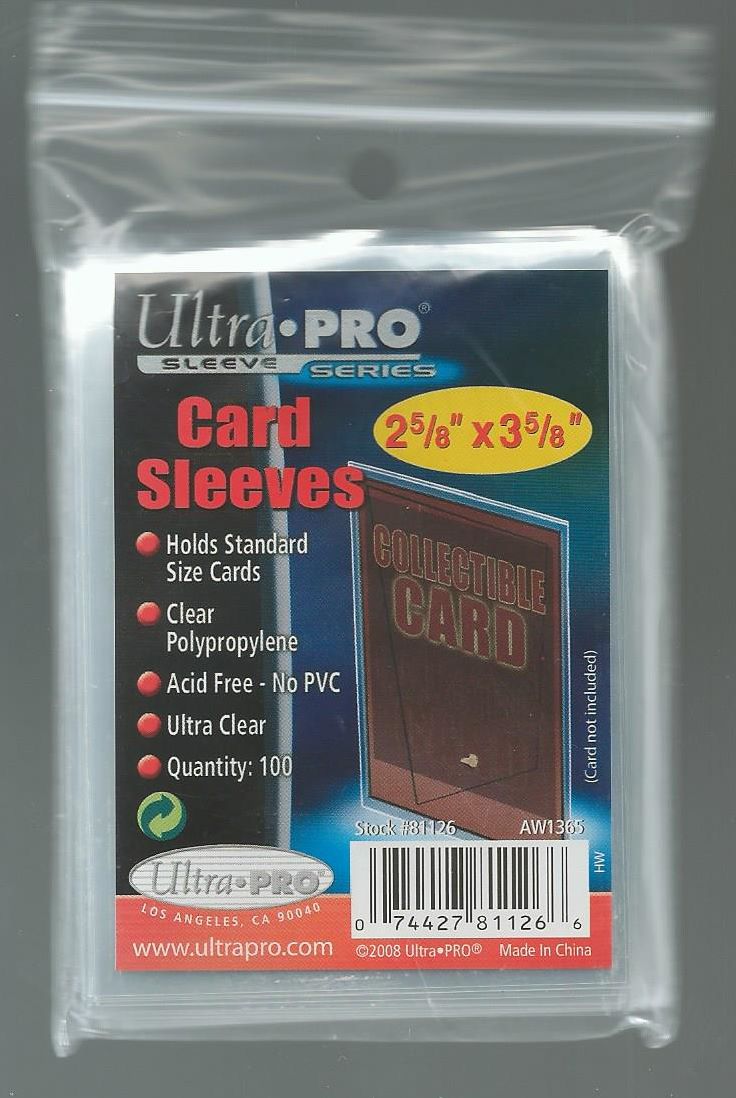 Ultra•PRO®
SLEEVE SERIES
Card
Sleeves
2⅝" x 3⅝"
Holds Standard
Size Cards
Clear
Polypropylene
Acid Free - No PVC
Ultra Clear
Quantity: 100
COLLECTIBLE
CARD
(Card not included)
Stock #81126 AW1365
HW
Ultra•PRO®
LOS ANGELES, CA 90040
www.ultrapro.com
0 74427 81126 6
©2008 Ultra•PRO® Made In China